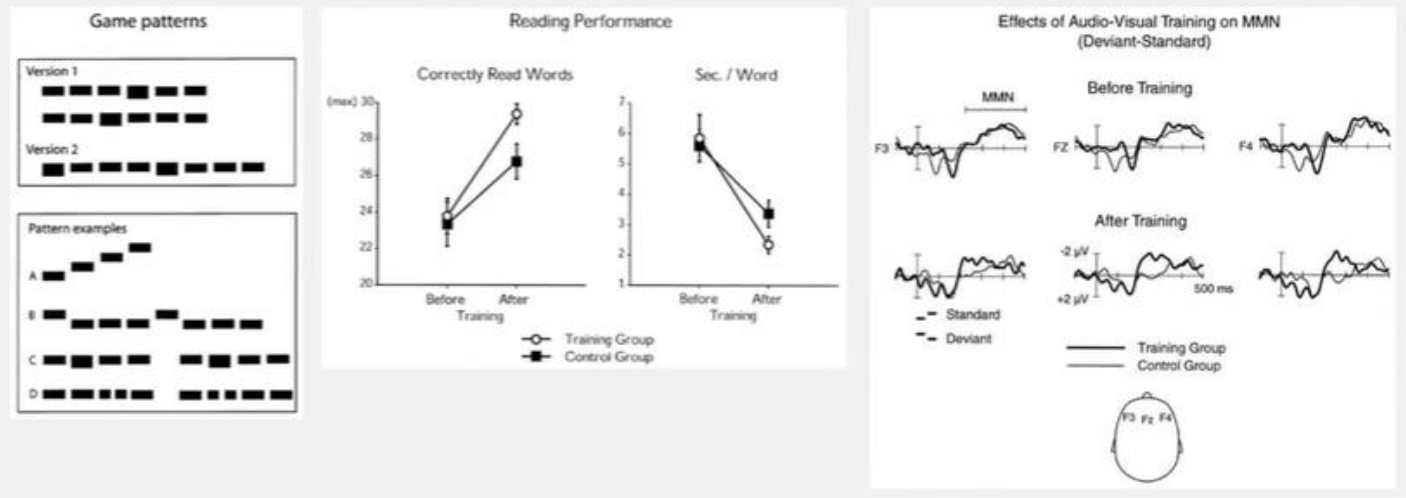 Game patterns
Version 1
Version 2
Pattern examples
A
B
C
D
Reading Performance
Correctly Read Words
(max) 30
28
26
24
22
20
Before After
Training
Sec. / Word
7
6
5
4
3
2
1
Before After
Training
Training Group
Control Group
Effects of Audio-Visual Training on MMN
(Deviant-Standard)
Before Training
MMN
F3
FZ
F4
After Training
-2 µV
+2 µV
500 ms
Standard
Deviant
Training Group
Control Group
F3 Fz F4